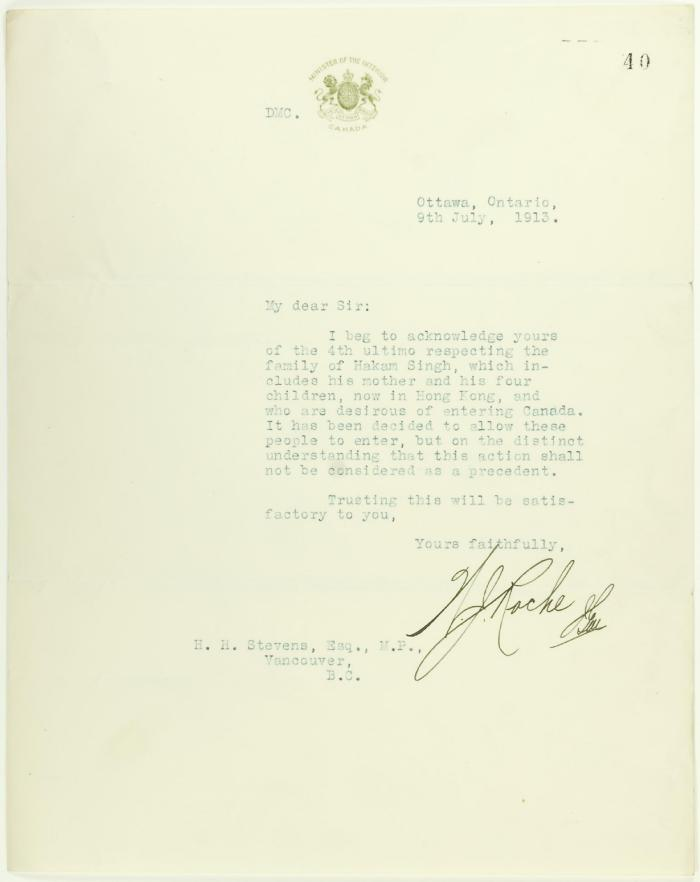 40
MINISTER OF THE INTERIOR
CANADA
DMC.
Ottawa, Ontario,
9th July, 1913.
My dear Sir:
I beg to acknowledge yours
of the 4th ultimo respecting the
family of Hakam Singh, which in-
cludes his mother and his four
children, now in Hong Kong, and
who are desirous of entering Canada.
It has been decided to allow these
people to enter, but on the distinct
understanding that this action shall
not be considered as a precedent.
Trusting this will be satis-
factory to you,
Yours faithfully,
W. J. Roche
H. H. Stevens, Esq., M.P.,
Vancouver,
B.C.